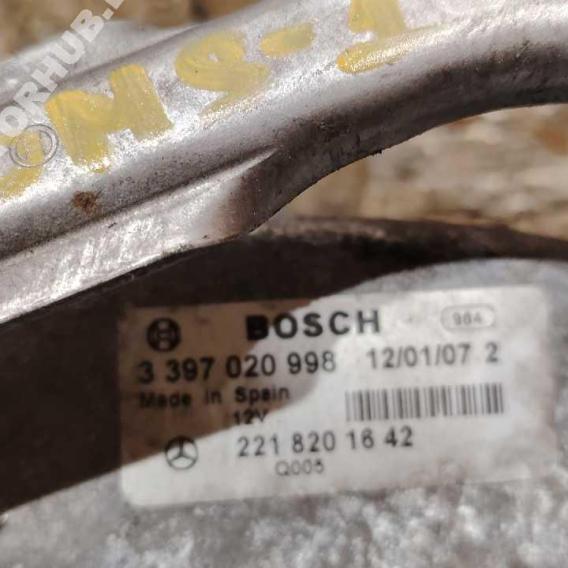 BOSCH 984
3 397 020 998 12/01/07 2
Made in Spain
12V
221 820 16 42
Q005